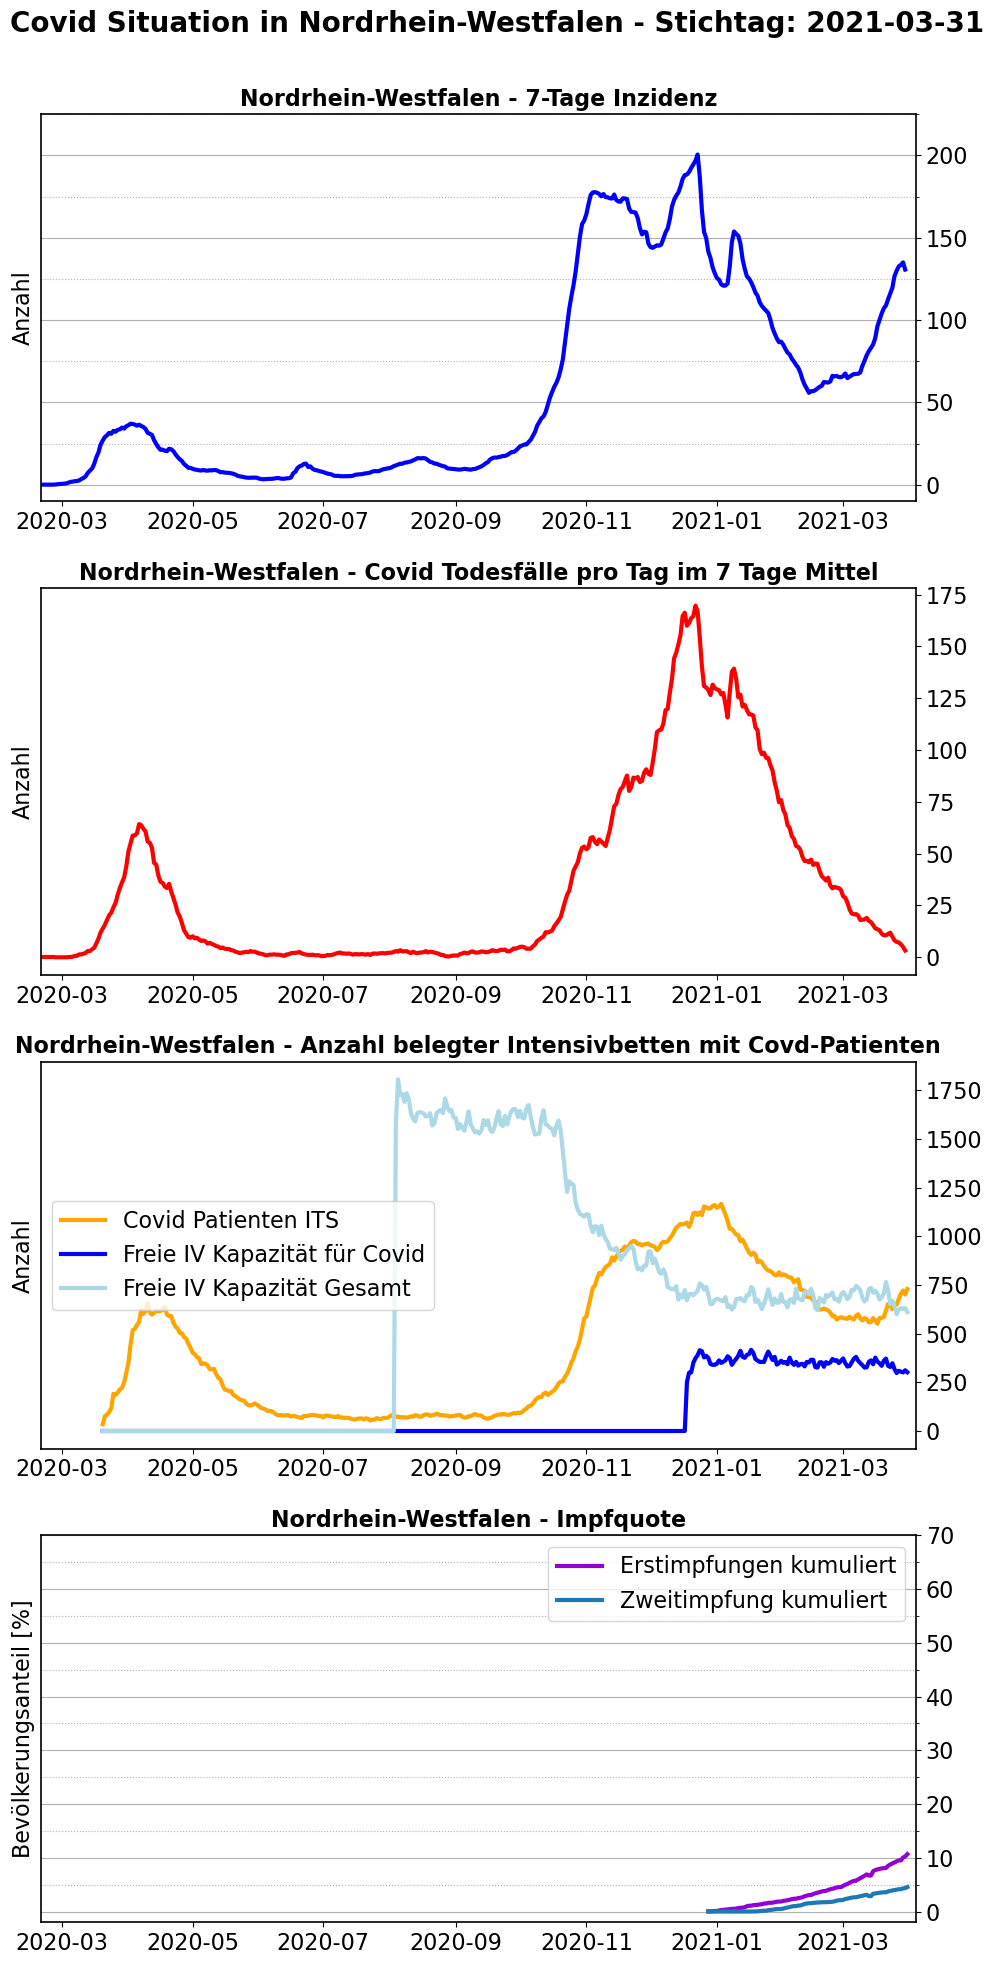 Covid Situation in Nordrhein-Westfalen - Stichtag: 2021-03-31
Nordrhein-Westfalen - 7-Tage Inzidenz
Anzahl
200
150
100
50
0
2020-03 2020-05 2020-07 2020-09 2020-11 2021-01 2021-03
Nordrhein-Westfalen - Covid Todesfälle pro Tag im 7 Tage Mittel
Anzahl
175
150
125
100
75
50
25
0
2020-03 2020-05 2020-07 2020-09 2020-11 2021-01 2021-03
Nordrhein-Westfalen - Anzahl belegter Intensivbetten mit Covd-Patienten
Anzahl
Covid Patienten ITS
Freie IV Kapazität für Covid
Freie IV Kapazität Gesamt
1750
1500
1250
1000
750
500
250
0
2020-03 2020-05 2020-07 2020-09 2020-11 2021-01 2021-03
Nordrhein-Westfalen - Impfquote
Bevölkerungsanteil [%]
Erstimpfungen kumuliert
Zweitimpfung kumuliert
70
60
50
40
30
20
10
0
2020-03 2020-05 2020-07 2020-09 2020-11 2021-01 2021-03